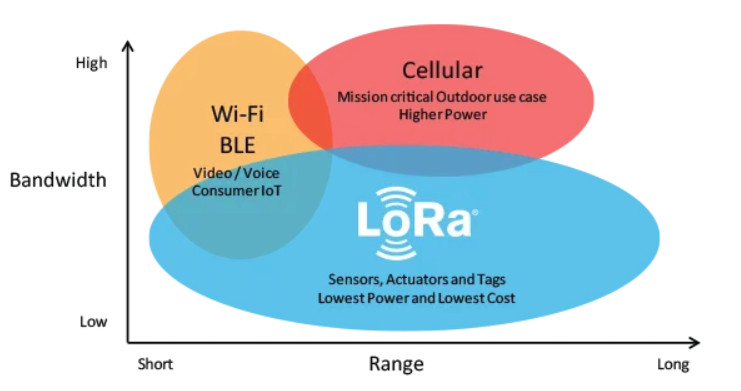 High
Cellular
Mission critical Outdoor use case
Higher Power
Wi-Fi
BLE
Video / Voice
Consumer IoT
Bandwidth
LoRa®
Sensors, Actuators and Tags
Lowest Power and Lowest Cost
Low
Short
Range
Long